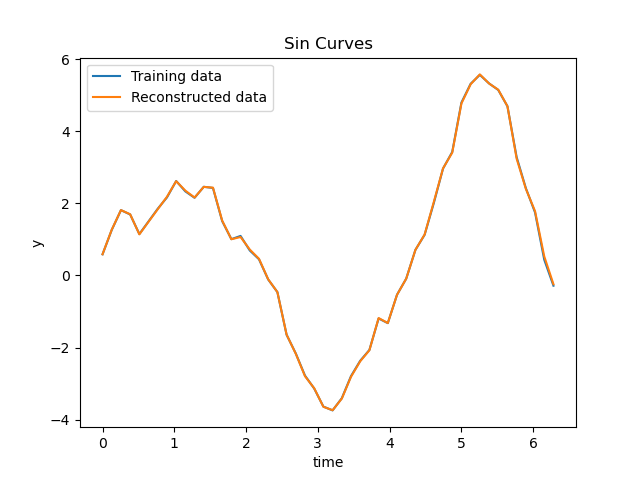 Sin Curves
Training data
Reconstructed data
6
4
2
0
−2
−4
y
0 1 2 3 4 5 6
time